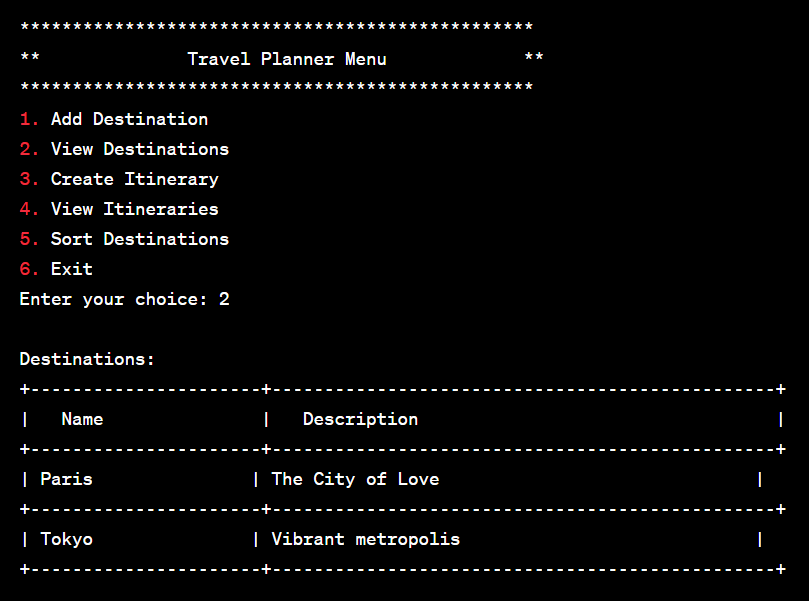 *************************************************
**              Travel Planner Menu             **
*************************************************
1. Add Destination
2. View Destinations
3. Create Itinerary
4. View Itineraries
5. Sort Destinations
6. Exit
Enter your choice: 2

Destinations:
+----------------------+------------------------------------------------+
|   Name               |   Description                                  |
+----------------------+------------------------------------------------+
| Paris               | The City of Love                              |
+----------------------+------------------------------------------------+
| Tokyo               | Vibrant metropolis                            |
+----------------------+------------------------------------------------+